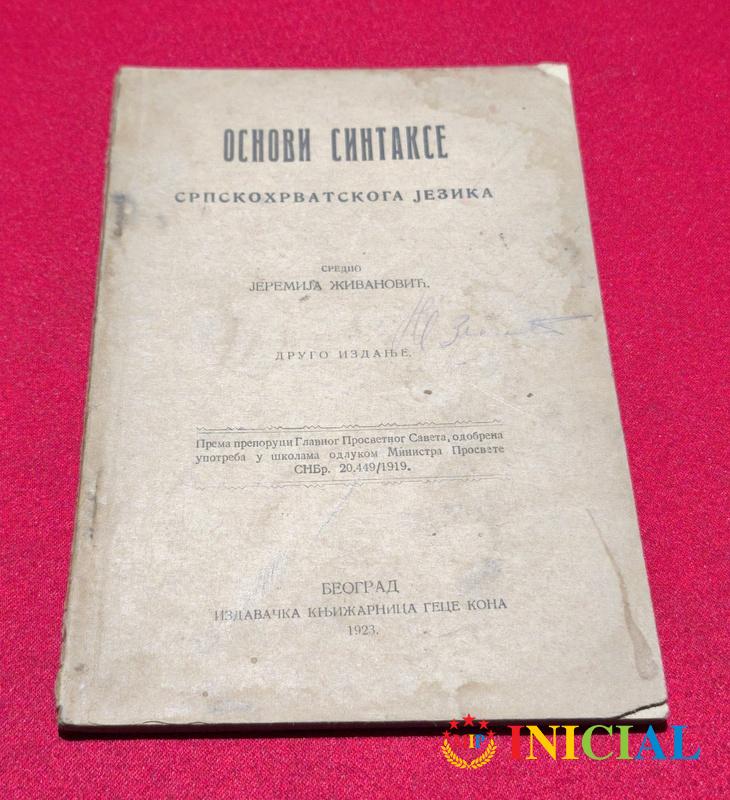 ОСНОВИ СИНТАКСЕ
СРПСКОХРВАТСКОГА ЈЕЗИКА
СРЕДИО
ЈЕРЕМИЈА ЖИВАНОВИЋ.
ДРУГО ИЗДАЊЕ.
Према препоруци Главног Просветног Савета, одобрена
употреба у школама одлуком Министра Просвете
СНБр. 20.449/1919.
БЕОГРАД
ИЗДАВАЧКА КЊИЖАРНИЦА ГЕЦЕ КОНА
1923.
IP INICIAL